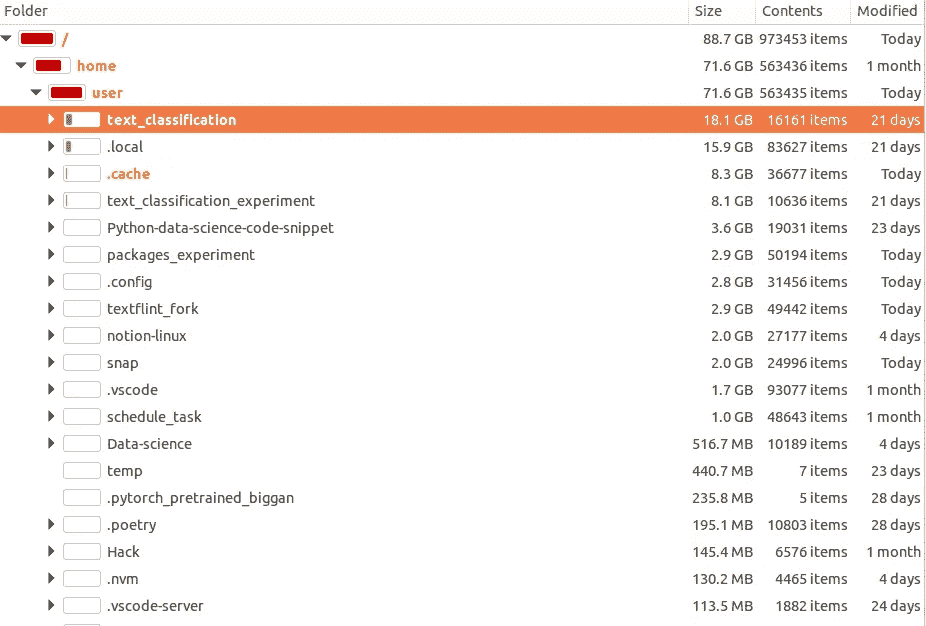 Folder Size Contents Modified
/ 88.7 GB 973453 items Today
home 71.6 GB 563436 items 1 month
user 71.6 GB 563435 items Today
text_classification 18.1 GB 16161 items 21 days
.local 15.9 GB 83627 items 21 days
.cache 8.3 GB 36677 items Today
text_classification_experiment 8.1 GB 10636 items 21 days
Python-data-science-code-snippet 3.6 GB 19031 items 23 days
packages_experiment 2.9 GB 50194 items Today
.config 2.8 GB 31456 items Today
textflint_fork 2.9 GB 49442 items Today
notion-linux 2.0 GB 27177 items 4 days
snap 2.0 GB 24996 items Today
.vscode 1.7 GB 93077 items 1 month
schedule_task 1.0 GB 48643 items 1 month
Data-science 516.7 MB 10189 items 4 days
temp 440.7 MB 7 items 23 days
.pytorch_pretrained_biggan 235.8 MB 5 items 28 days
.poetry 195.1 MB 10803 items 28 days
Hack 145.4 MB 6576 items 1 month
.nvm 130.2 MB 4465 items 4 days
.vscode-server 113.5 MB 1882 items 24 days